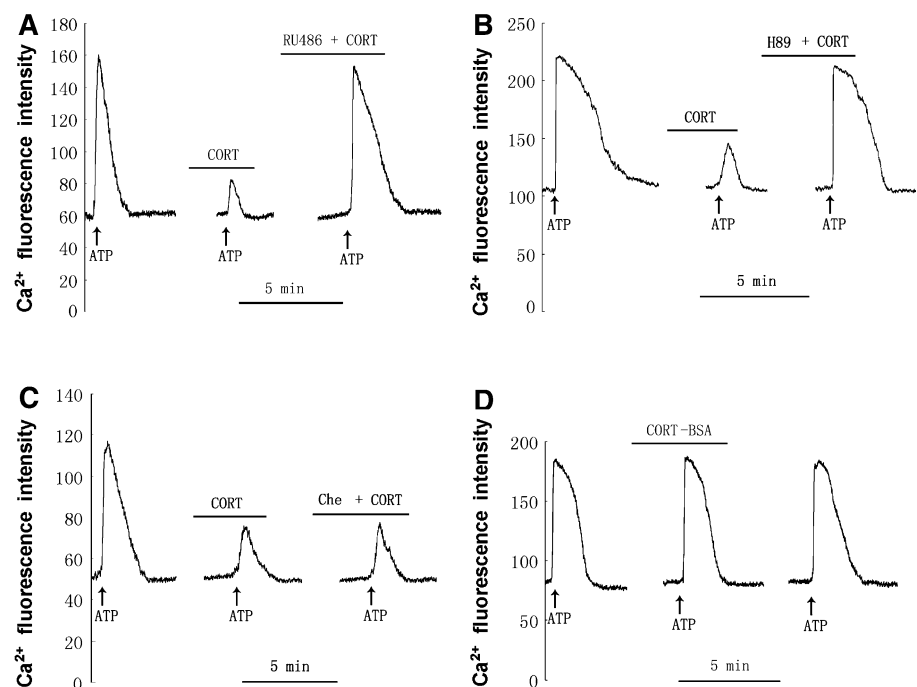 A
Ca2+ fluorescence intensity
180
160
140
120
100
80
60
40
20
0
RU486 + CORT
CORT
ATP
ATP
ATP
5 min
B
Ca2+ fluorescence intensity
250
200
150
100
50
0
H89 + CORT
CORT
ATP
ATP
ATP
5 min
C
Ca2+ fluorescence intensity
140
120
100
80
60
40
20
0
CORT
Che + CORT
ATP
ATP
ATP
5 min
D
Ca2+ fluorescence intensity
200
150
100
50
0
CORT-BSA
ATP
ATP
ATP
5 min